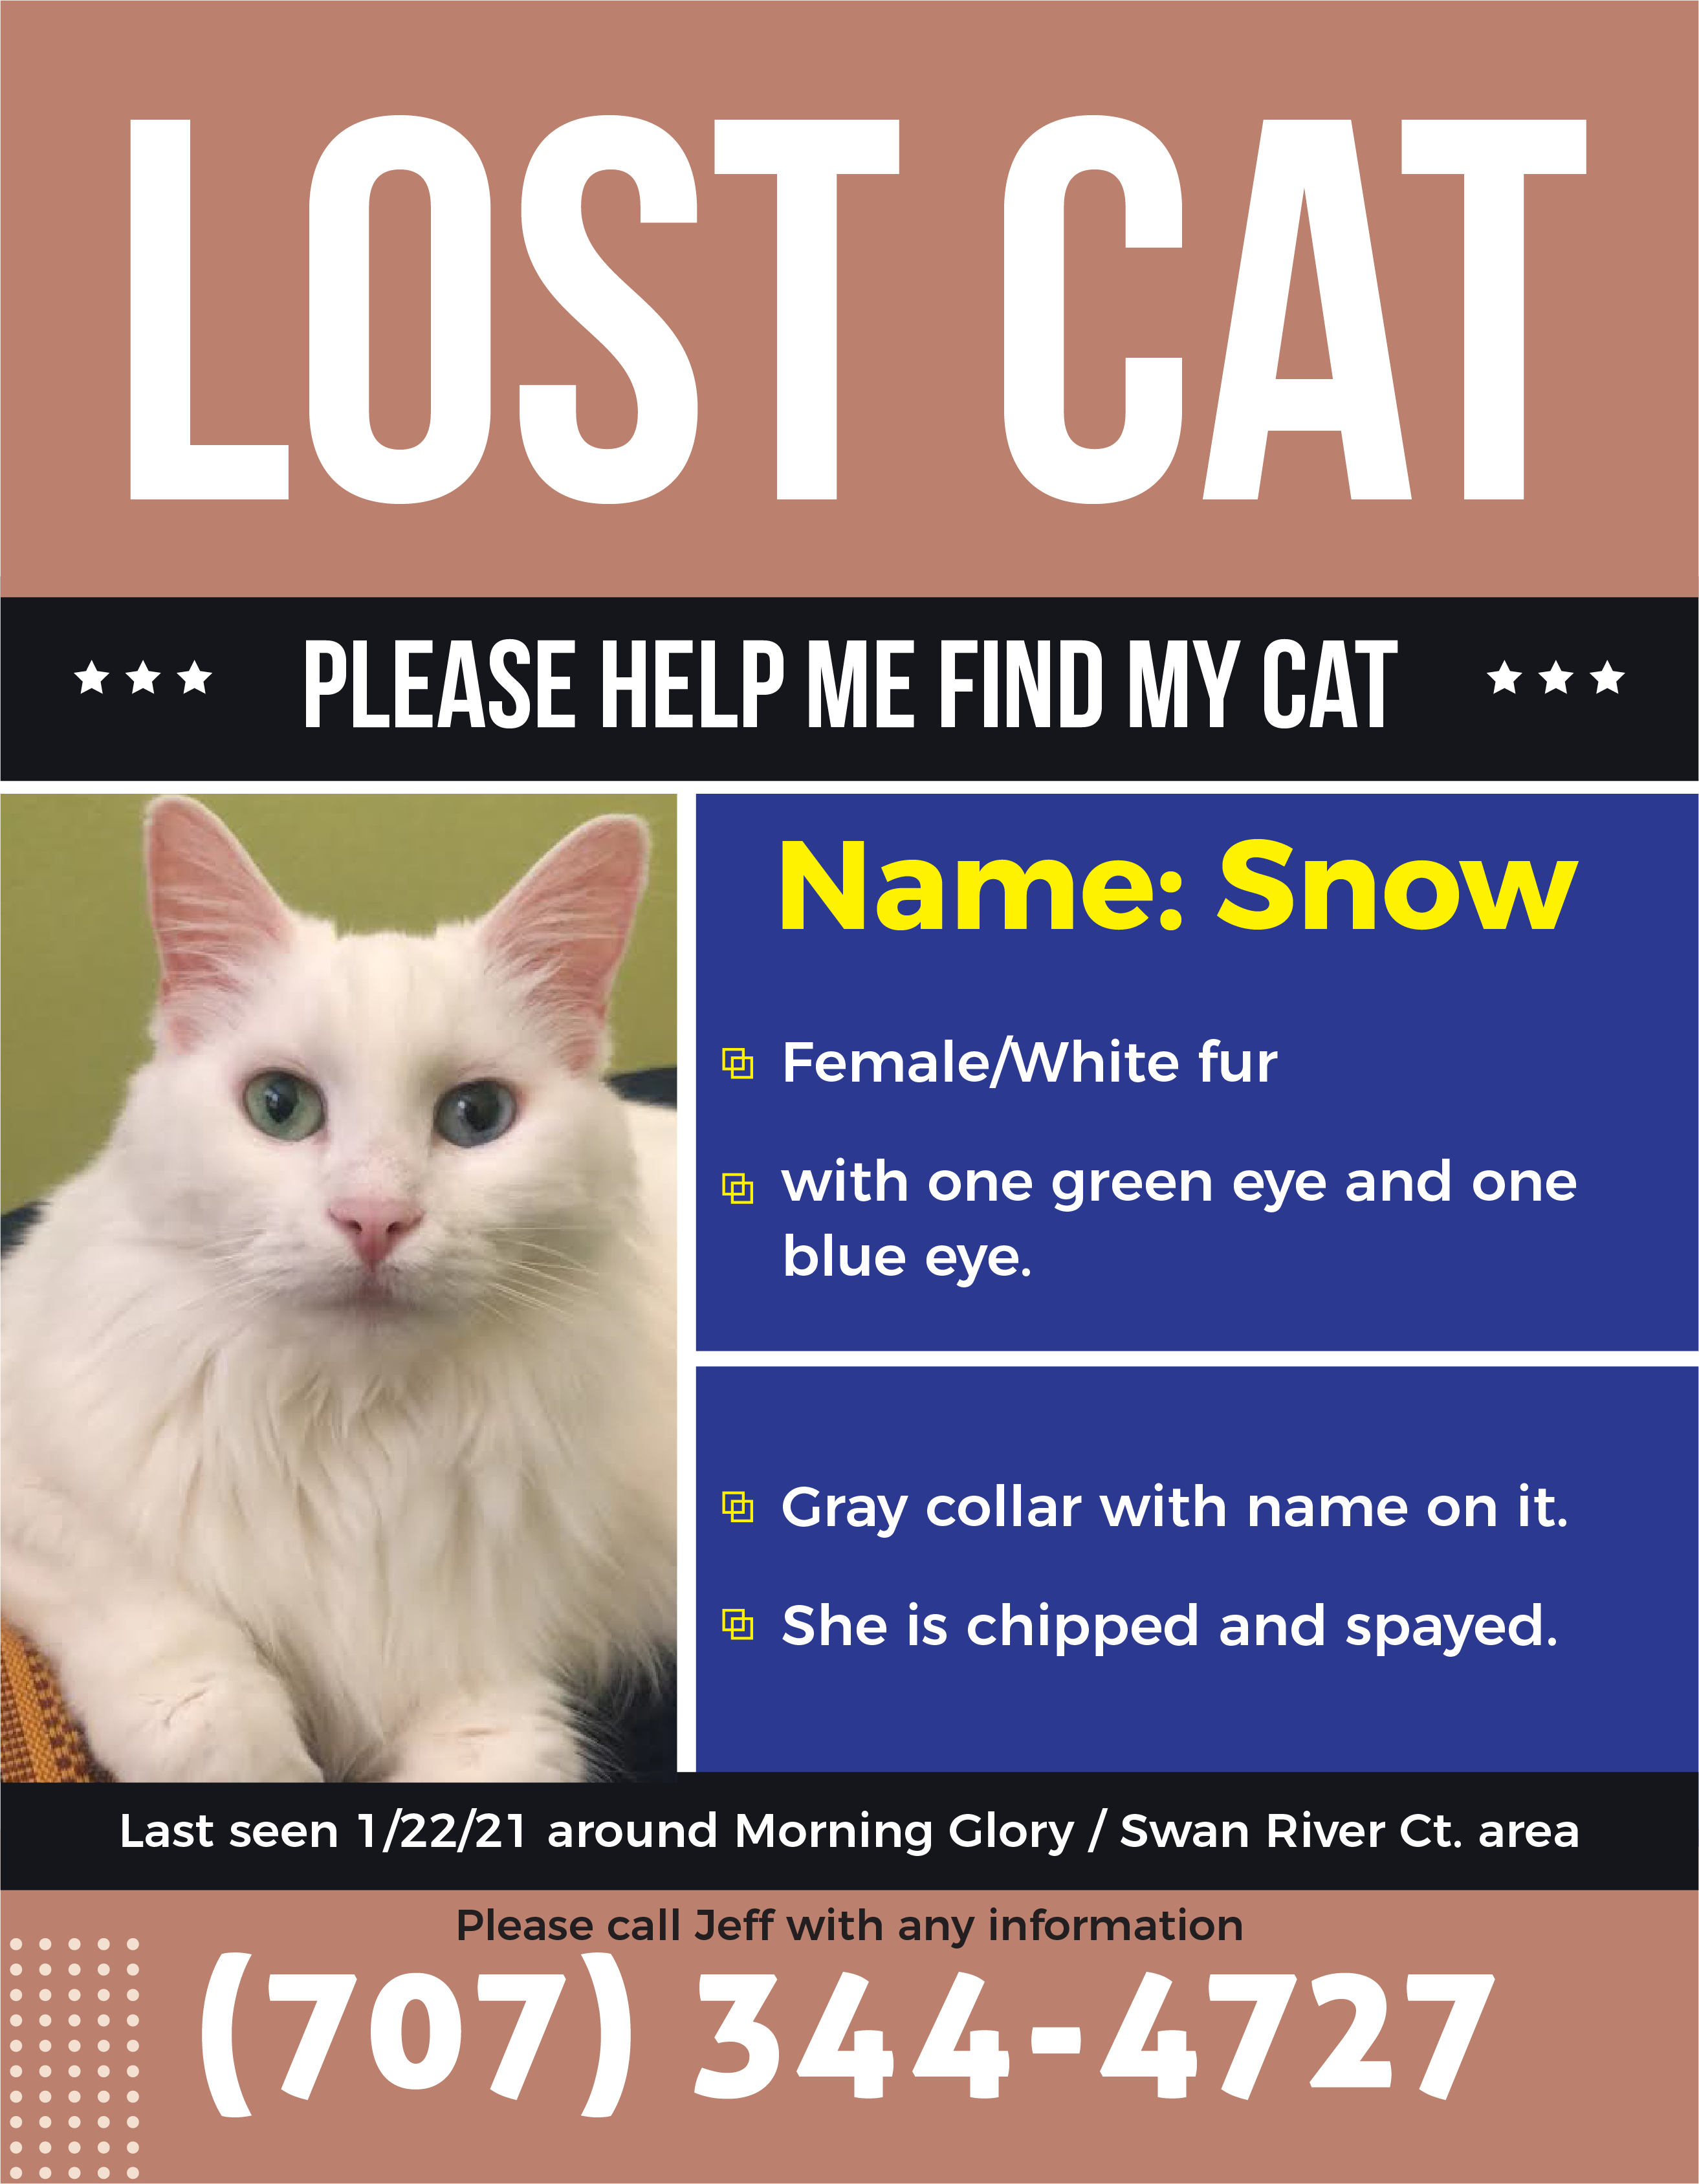 LOST CAT
PLEASE HELP ME FIND MY CAT
Name: Snow
Female/White fur
with one green eye and one
blue eye.
Gray collar with name on it.
She is chipped and spayed.
Last seen 1/22/21 around Morning Glory / Swan River Ct. area
Please call Jeff with any information
(707) 344-4727